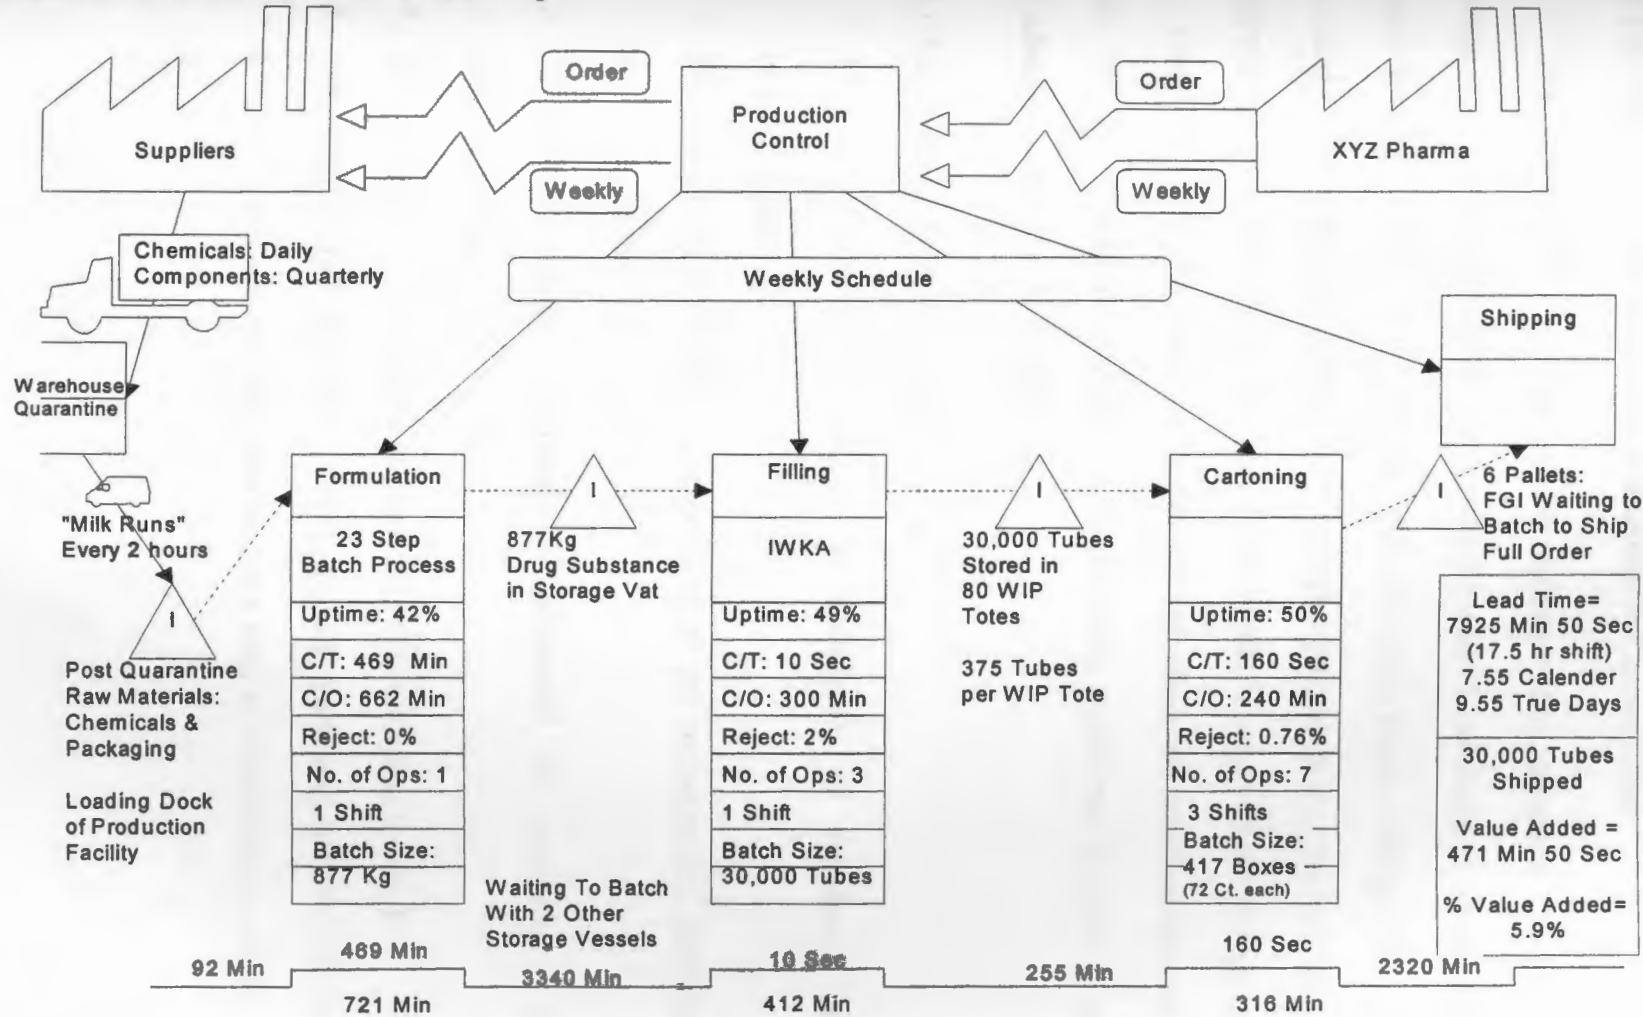 Order
Order
Production
Control
Suppliers
XYZ Pharma
Weekly
Weekly
Chemicals: Daily
Components: Quarterly
Weekly Schedule
Shipping
Warehouse
Quarantine
"Milk Runs"
Every 2 hours
I
Post Quarantine
Raw Materials:
Chemicals &
Packaging
Loading Dock
of Production
Facility
Formulation
23 Step
Batch Process
Uptime: 42%
C/T: 469 Min
C/O: 662 Min
Reject: 0%
No. of Ops: 1
1 Shift
Batch Size:
877 Kg
I
877Kg
Drug Substance
in Storage Vat
Waiting To Batch
With 2 Other
Storage Vessels
Filling
IWKA
Uptime: 49%
C/T: 10 Sec
C/O: 300 Min
Reject: 2%
No. of Ops: 3
1 Shift
Batch Size:
30,000 Tubes
I
30,000 Tubes
Stored in
80 WIP
Totes
375 Tubes
per WIP Tote
Cartoning
Uptime: 50%
C/T: 160 Sec
C/O: 240 Min
Reject: 0.76%
No. of Ops: 7
3 Shifts
Batch Size:
417 Boxes
(72 Ct. each)
I
6 Pallets:
FGI Waiting to
Batch to Ship
Full Order
Lead Time=
7925 Min 50 Sec
(17.5 hr shift)
7.55 Calender
9.55 True Days
30,000 Tubes
Shipped
Value Added =
471 Min 50 Sec
% Value Added=
5.9%
92 Min
469 Min
3340 Min
10 Sec
255 Min
160 Sec
2320 Min
721 Min
412 Min
316 Min